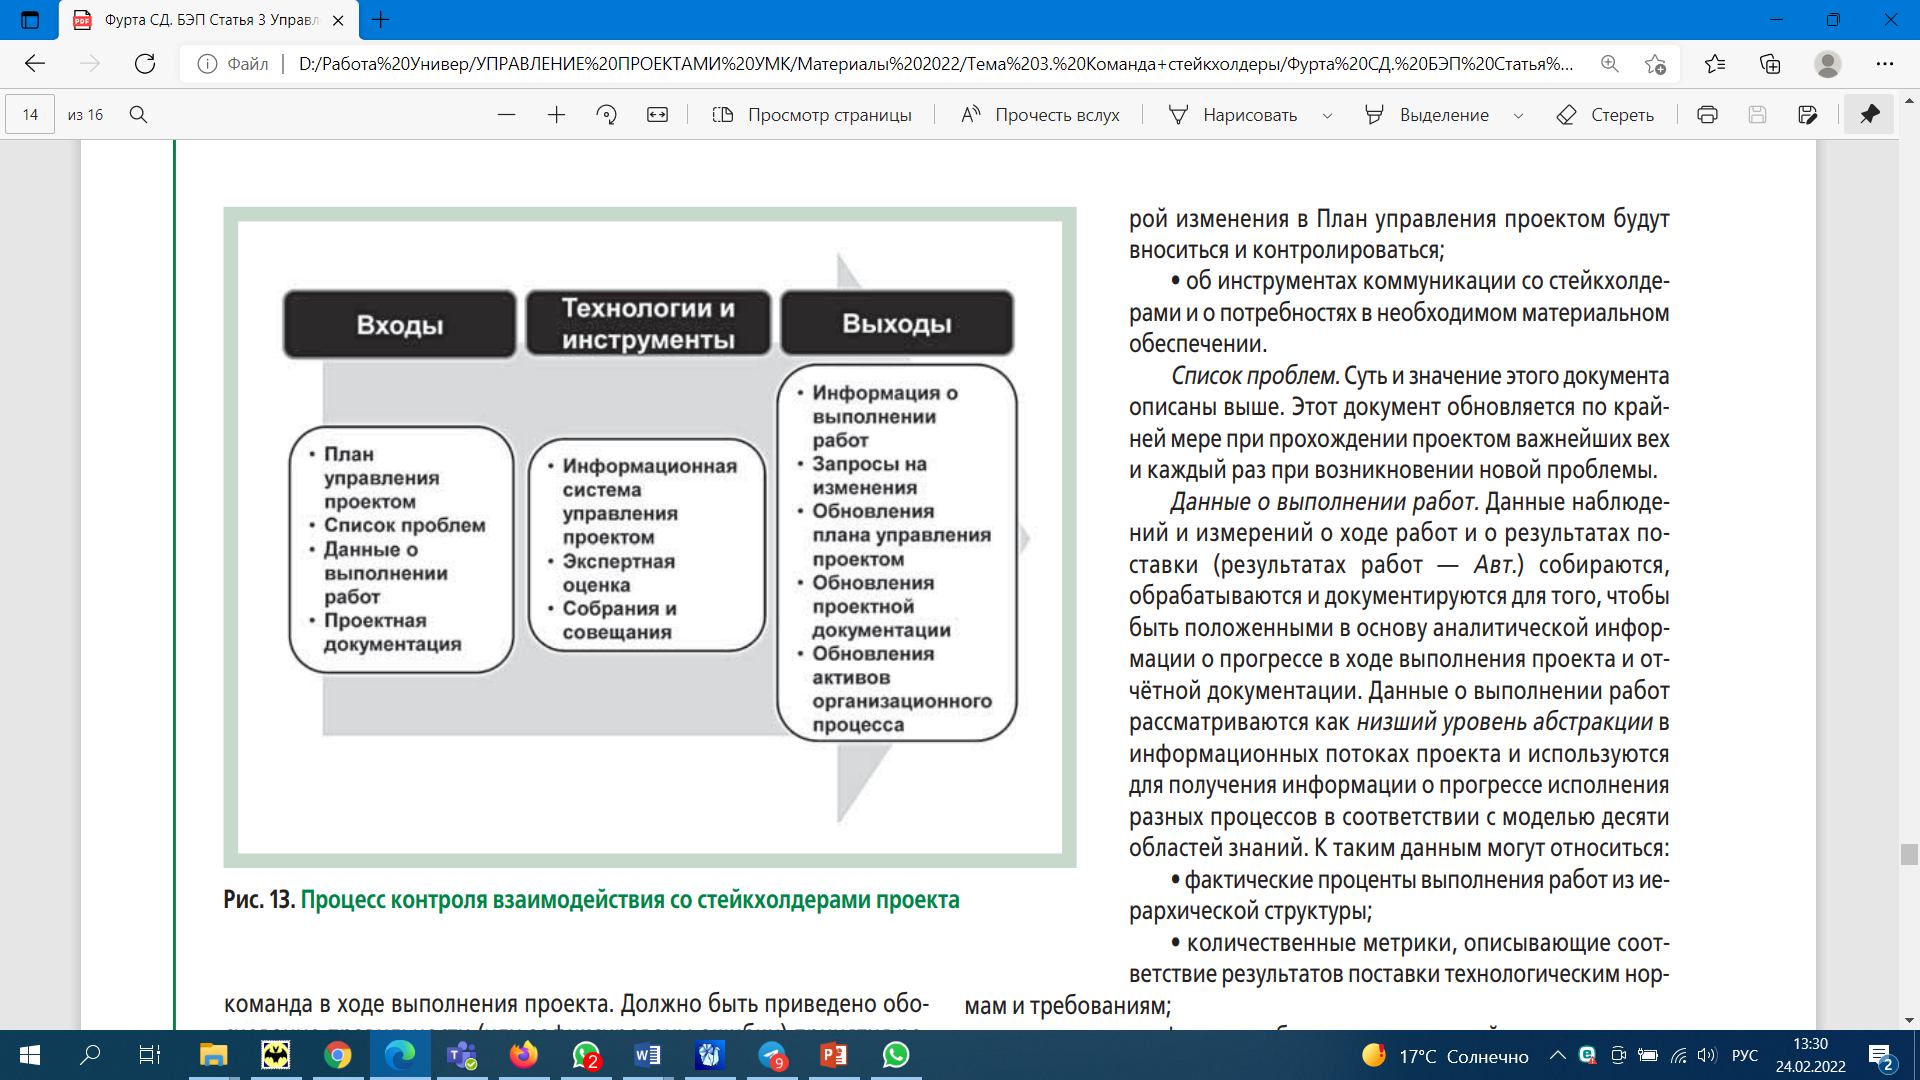 Фурта СД. БЭП Статья 3 Управл
Файл
D:/Работа%20Универ/УПРАВЛЕНИЕ%20ПРОЕКТАМИ%20УМК/Материалы%202022/Тема%203.%20Команда+стейкхолдеры/Фурта%20СД.%20БЭП%20Статья%...
14 из 16
Просмотр страницы
Прочесть вслух
Нарисовать
Выделение
Стереть
Входы
• План
управления
проектом
• Список проблем
• Данные о
выполнении
работ
• Проектная
документация
Технологии и
инструменты
• Информационная
система
управления
проектом
• Экспертная
оценка
• Собрания и
совещания
Выходы
• Информация о
выполнении
работ
• Запросы на
изменения
• Обновления
плана управления
проектом
• Обновления
проектной
документации
• Обновления
активов
организационного
процесса
Рис. 13. Процесс контроля взаимодействия со стейкхолдерами проекта
команда в ходе выполнения проекта. Должно быть приведено обо-
рой изменения в План управления проектом будут
вноситься и контролироваться;
• об инструментах коммуникации со стейкхолде-
рами и о потребностях в необходимом материальном
обеспечении.
Список проблем. Суть и значение этого документа
описаны выше. Этот документ обновляется по край-
ней мере при прохождении проектом важнейших вех
и каждый раз при возникновении новой проблемы.
Данные о выполнении работ. Данные наблюде-
ний и измерений о ходе работ и о результатах по-
ставки (результатах работ — Авт.) собираются,
обрабатываются и документируются для того, чтобы
быть положенными в основу аналитической инфор-
мации о прогрессе в ходе выполнения проекта и от-
чётной документации. Данные о выполнении работ
рассматриваются как низший уровень абстракции в
информационных потоках проекта и используются
для получения информации о прогрессе исполнения
разных процессов в соответствии с моделью десяти
областей знаний. К таким данным могут относиться:
• фактические проценты выполнения работ из ие-
рархической структуры;
• количественные метрики, описывающие соот-
ветствие результатов поставки технологическим нор-
мам и требованиям;
17°C Солнечно
РУС
13:30
24.02.2022
2
2
9